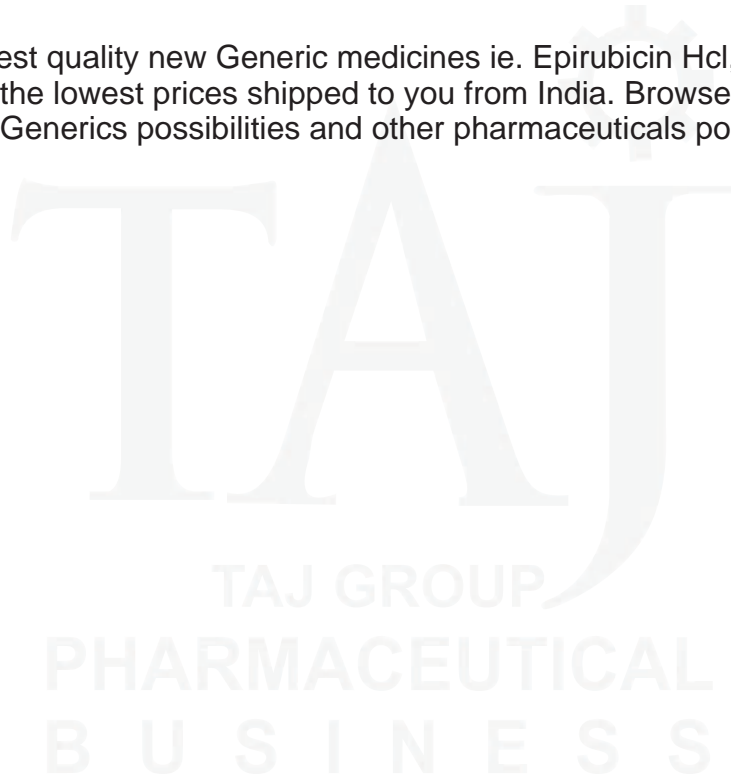 est quality new Generic medicines ie. Epirubicin Hcl.
the lowest prices shipped to you from India. Browse
Generics possibilities and other pharmaceuticals po
TAJ
TAJ GROUP
PHARMACEUTICAL
BUSINESS